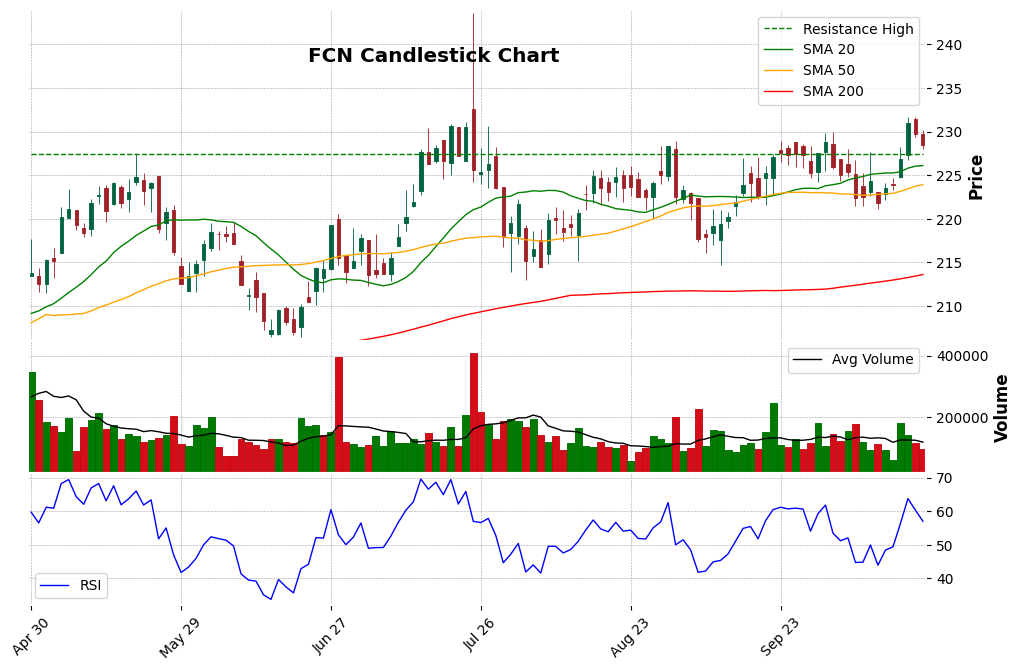 FCN Candlestick Chart
Resistance High
SMA 20
SMA 50
SMA 200
240
235
230
225
220
215
210
Price
Avg Volume
400000
200000
Volume
70
60
50
40
RSI
Apr 30
May 29
Jun 27
Jul 26
Aug 23
Sep 23